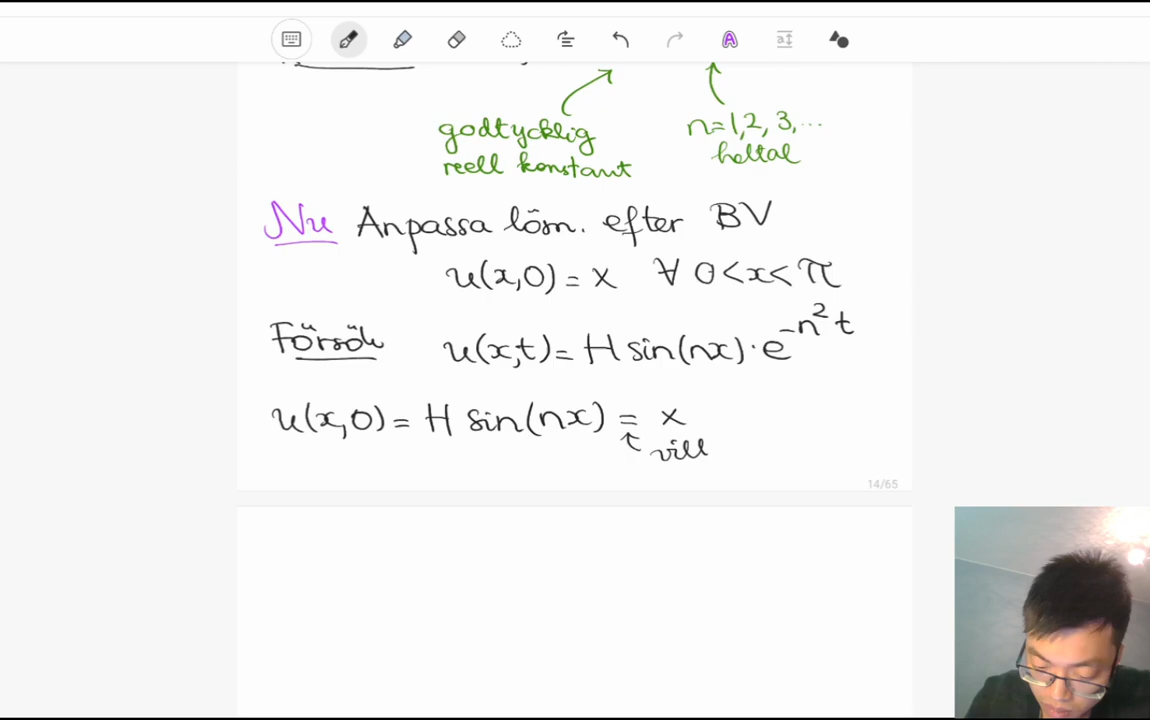 godtycklig
reell konstant
n=1,2,3,...
heltal
Nu Anpassa lösn. efter BV
u(x,0) = x ∀ 0<x<π
Försök u(x,t) = H sin(nx)·e^{-n²t}
u(x,0) = H sin(nx) = x
vill
14/65